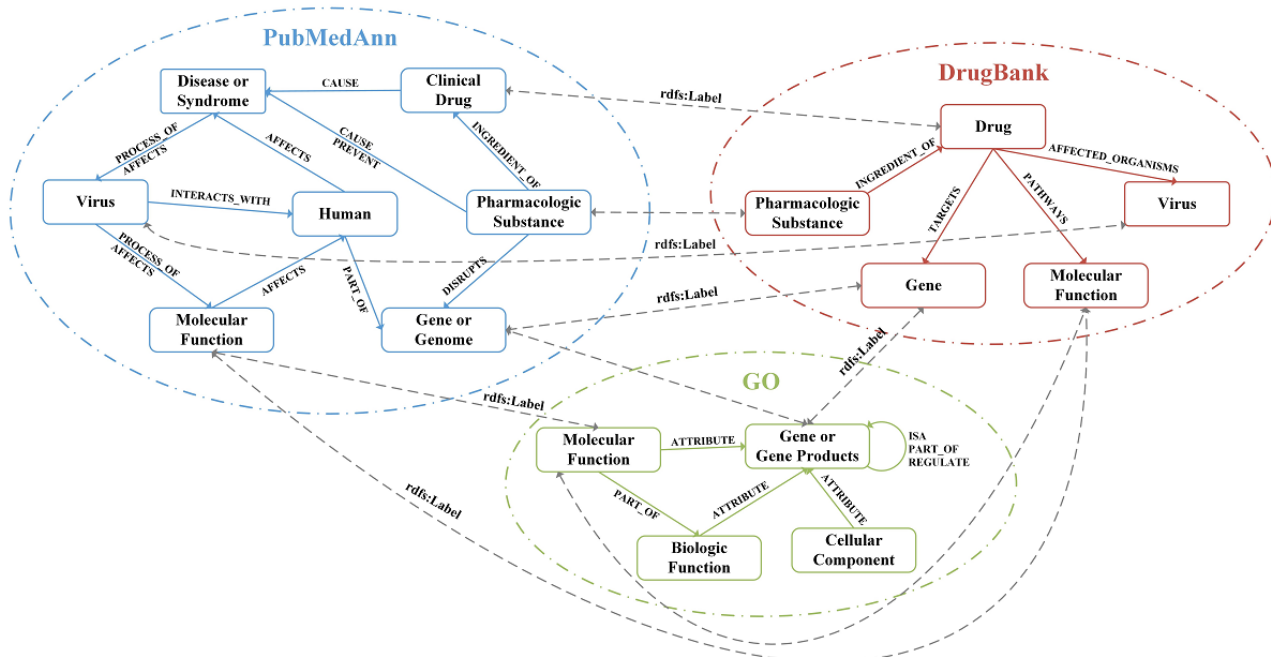 PubMedAnn
DrugBank
Disease or
Syndrome
CAUSE
Clinical
Drug
rdfs:Label
Drug
PROCESS_OF
AFFECTS
AFFECTS
CAUSE
PREVENT
INGREDIENT_OF
INGREDIENT_OF
AFFECTED_ORGANISMS
Virus
INTERACTS_WITH
Human
Pharmacologic
Substance
Pharmacologic
Substance
TARGETS
PATHWAYS
Virus
rdfs:Label
PROCESS_OF
AFFECTS
AFFECTS
PART_OF
DISRUPTS
rdfs:Label
Gene
Molecular
Function
Molecular
Function
Gene or
Genome
rdfs:Label
GO
rdfs:Label
Molecular
Function
ATTRIBUTE
Gene or
Gene Products
ISA
PART_OF
REGULATE
rdfs:Label
PART_OF
ATTRIBUTE
ATTRIBUTE
Biologic
Function
Cellular
Component